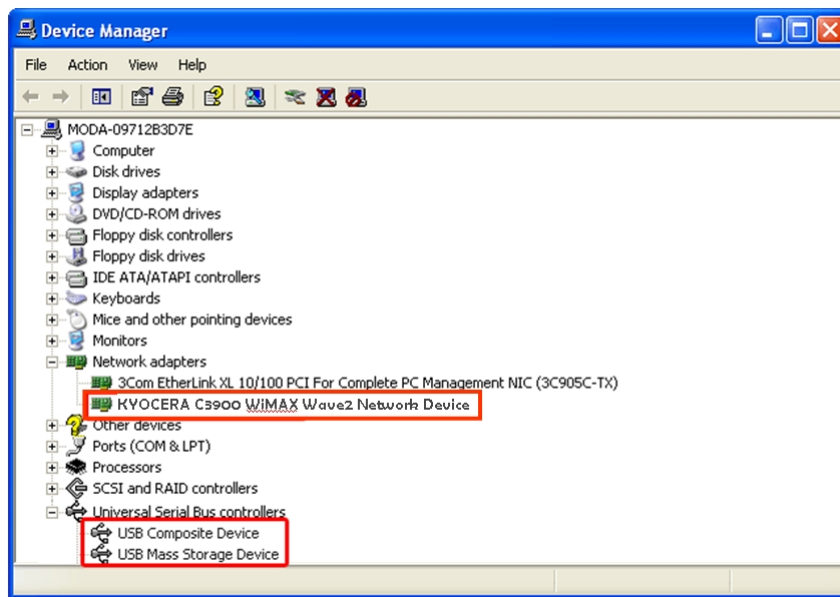 Device Manager
File Action View Help
MODA-09712B3D7E
Computer
Disk drives
Display adapters
DVD/CD-ROM drives
Floppy disk controllers
Floppy disk drives
IDE ATA/ATAPI controllers
Keyboards
Mice and other pointing devices
Monitors
Network adapters
3Com EtherLink XL 10/100 PCI For Complete PC Management NIC (3C905C-TX)
KYOCERA C5900 WiMAX Wave2 Network Device
Other devices
Ports (COM & LPT)
Processors
SCSI and RAID controllers
Universal Serial Bus controllers
USB Composite Device
USB Mass Storage Device